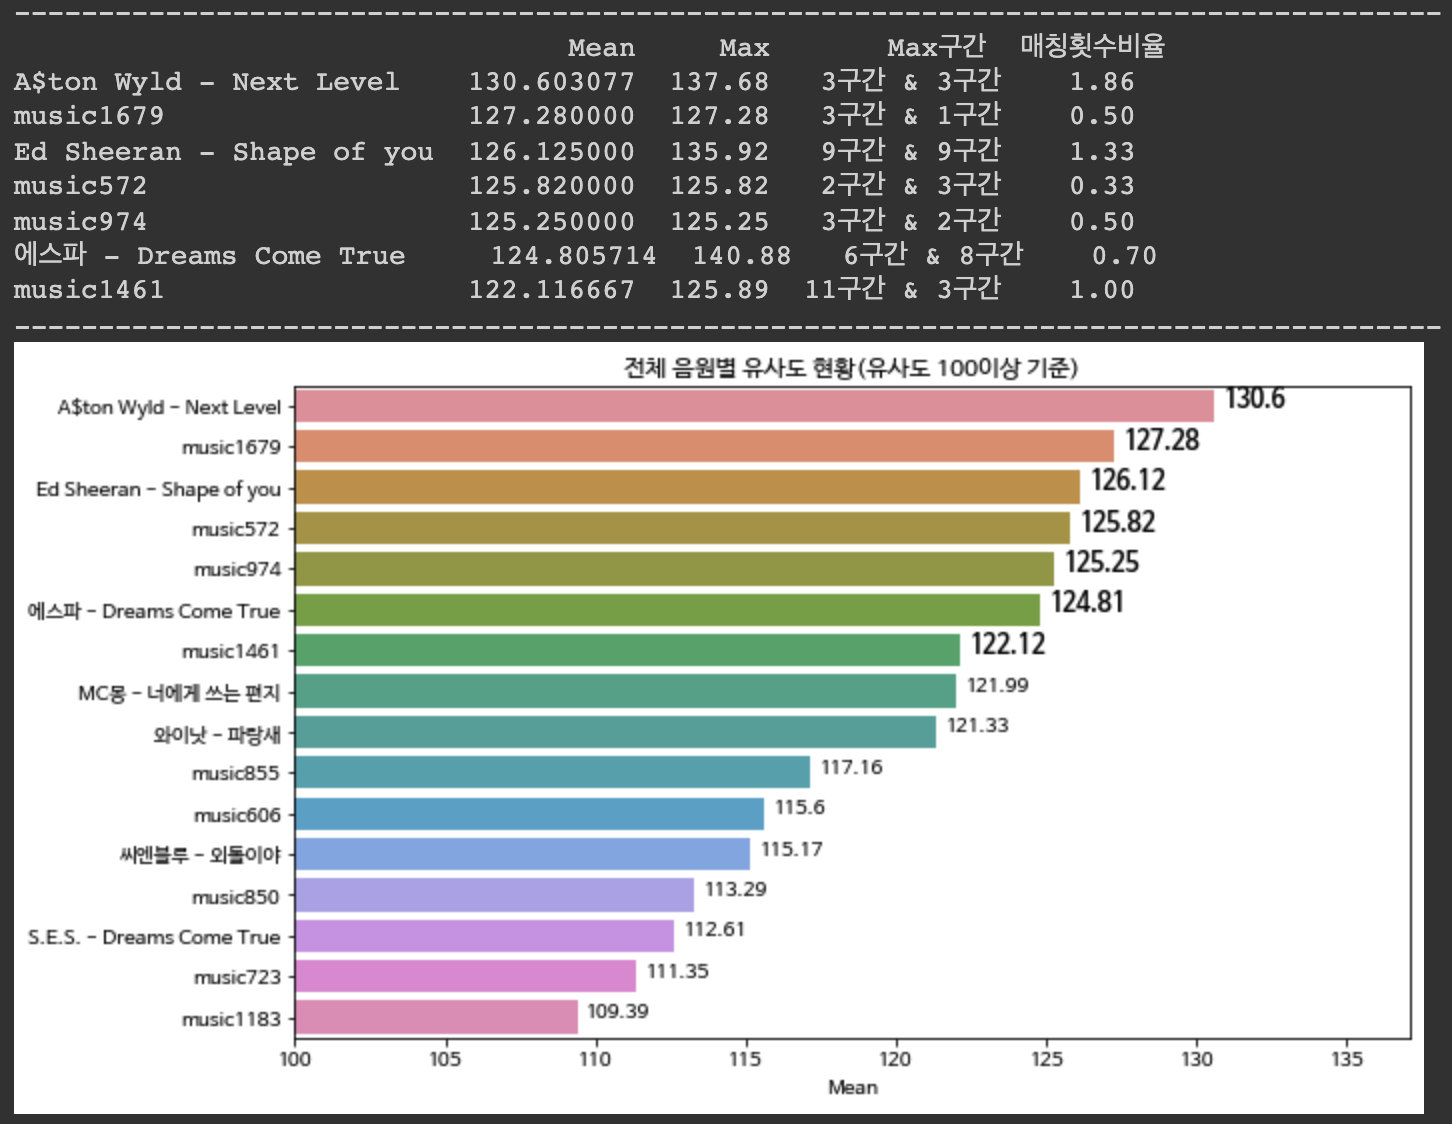 Mean Max Max구간 매칭횟수비율
A$ton Wyld - Next Level 130.603077 137.68 3구간 & 3구간 1.86
music1679 127.280000 127.28 3구간 & 1구간 0.50
Ed Sheeran - Shape of you 126.125000 135.92 9구간 & 9구간 1.33
music572 125.820000 125.82 2구간 & 3구간 0.33
music974 125.250000 125.25 3구간 & 2구간 0.50
에스파 - Dreams Come True 124.805714 140.88 6구간 & 8구간 0.70
music1461 122.116667 125.89 11구간 & 3구간 1.00
전체 음원별 유사도 현황(유사도 100이상 기준)
A$ton Wyld - Next Level 130.6
music1679 127.28
Ed Sheeran - Shape of you 126.12
music572 125.82
music974 125.25
에스파 - Dreams Come True 124.81
music1461 122.12
MC몽 - 너에게 쓰는 편지 121.99
와이낫 - 파랑새 121.33
music855 117.16
music606 115.6
씨엔블루 - 외톨이야 115.17
music850 113.29
S.E.S. - Dreams Come True 112.61
music723 111.35
music1183 109.39
100 105 110 115 120 125 130 135
Mean